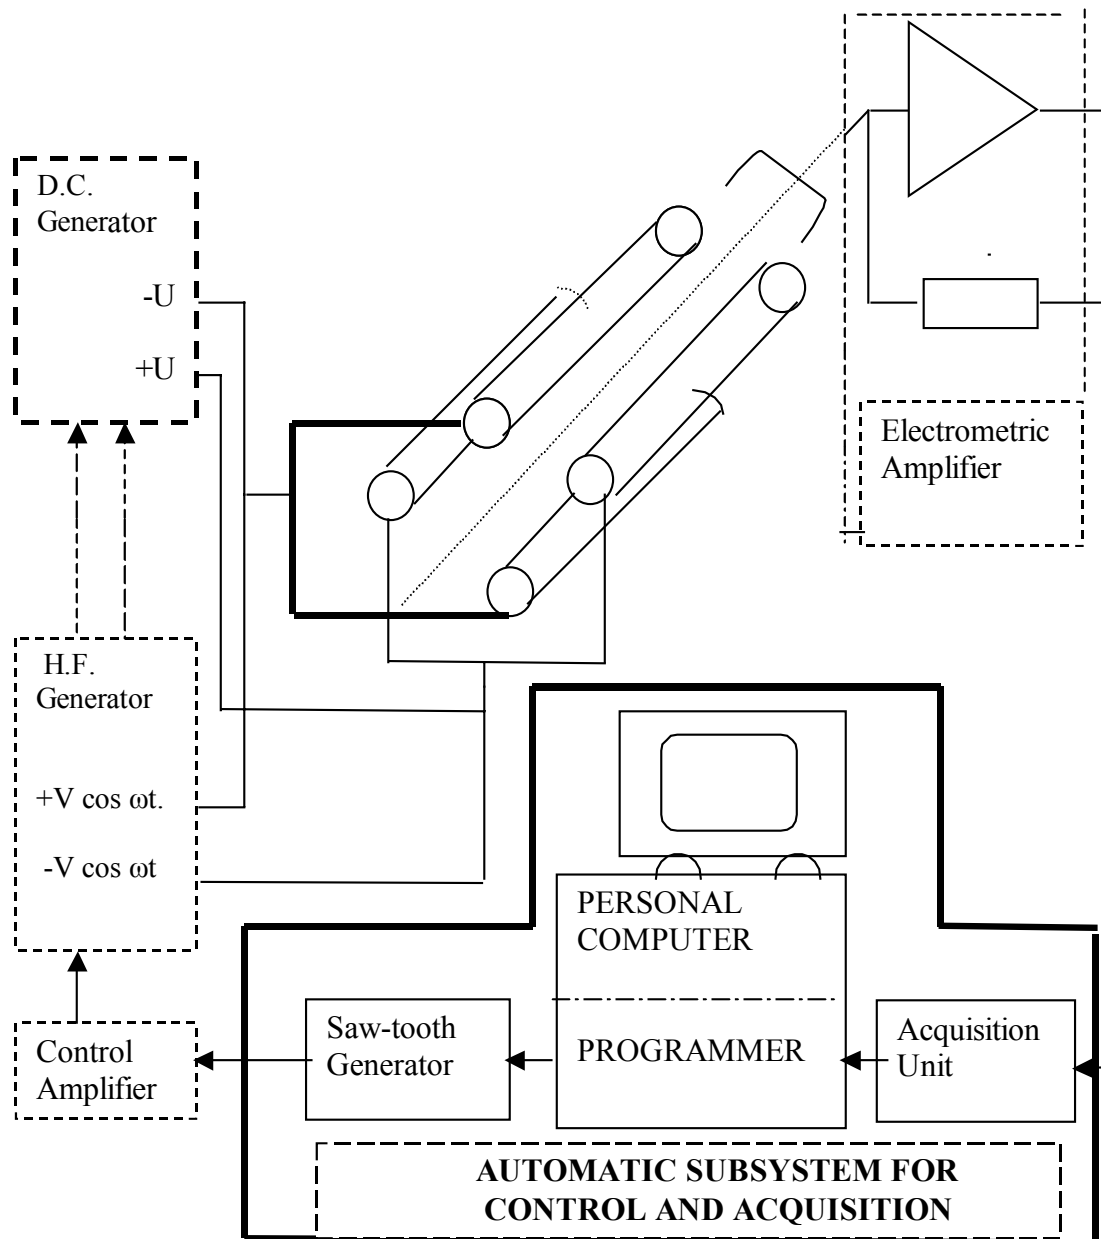 D.C.
Generator
-U
+U
Electrometric
Amplifier
H.F.
Generator
+V cos ωt.
-V cos ωt
PERSONAL
COMPUTER
PROGRAMMER
Saw-tooth
Generator
Acquisition
Unit
Control
Amplifier
AUTOMATIC SUBSYSTEM FOR
CONTROL AND ACQUISITION